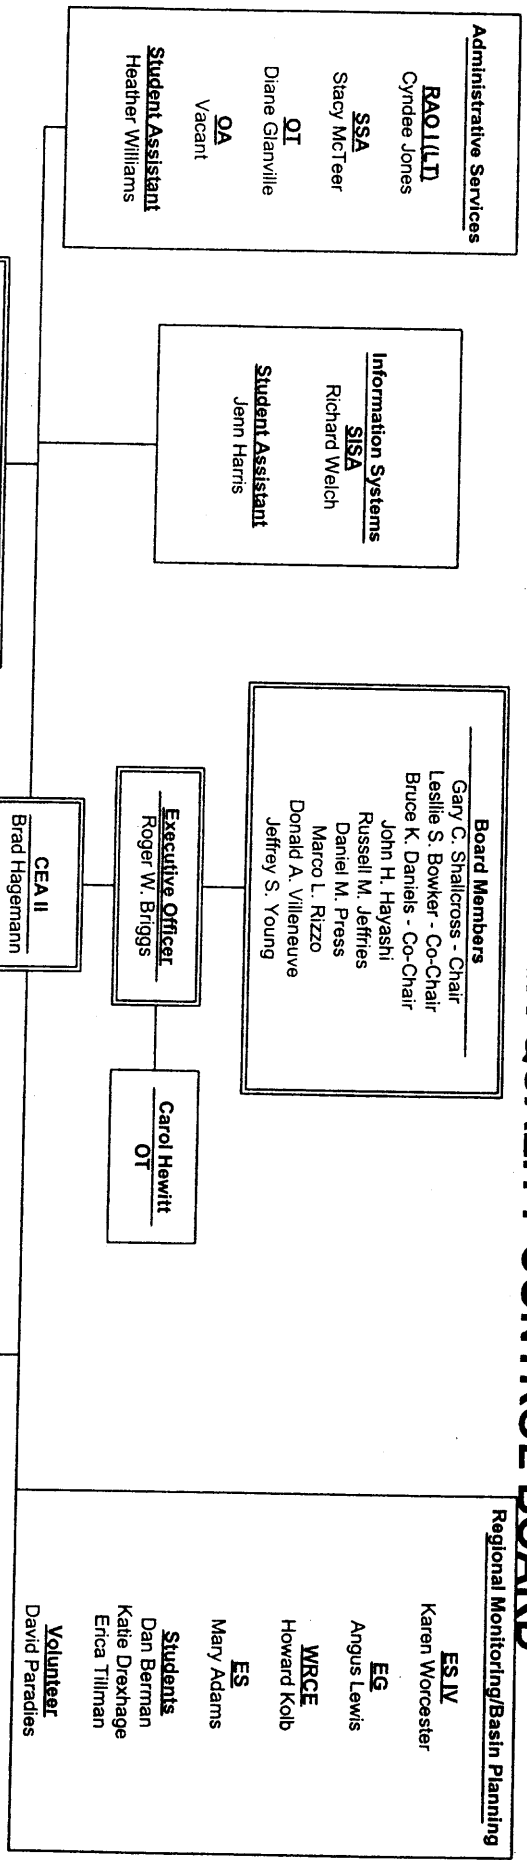 CONTROL BOARD
Administrative Services
RAO I (LT)
Cyndee Jones
SSA
Stacy McTeer
OT
Diane Glanville
OA
Vacant
Student Assistant
Heather Williams
Information Systems
SISA
Richard Welch
Student Assistant
Jenn Harris
Board Members
Gary C. Shallcross - Chair
Leslie S. Bowker - Co-Chair
Bruce K. Daniels - Co-Chair
John H. Hayashi
Russell M. Jeffries
Daniel M. Press
Marco L. Rizzo
Donald A. Villeneuve
Jeffrey S. Young
Executive Officer
Roger W. Briggs
Carol Hewitt
OT
CEA II
Brad Hagemann
Regional Monitoring/Basin Planning
ES IV
Karen Worcester
EG
Angus Lewis
WRCE
Howard Kolb
ES
Mary Adams
Students
Dan Berman
Katie Drexhage
Erica Tillman
Volunteer
David Paradies